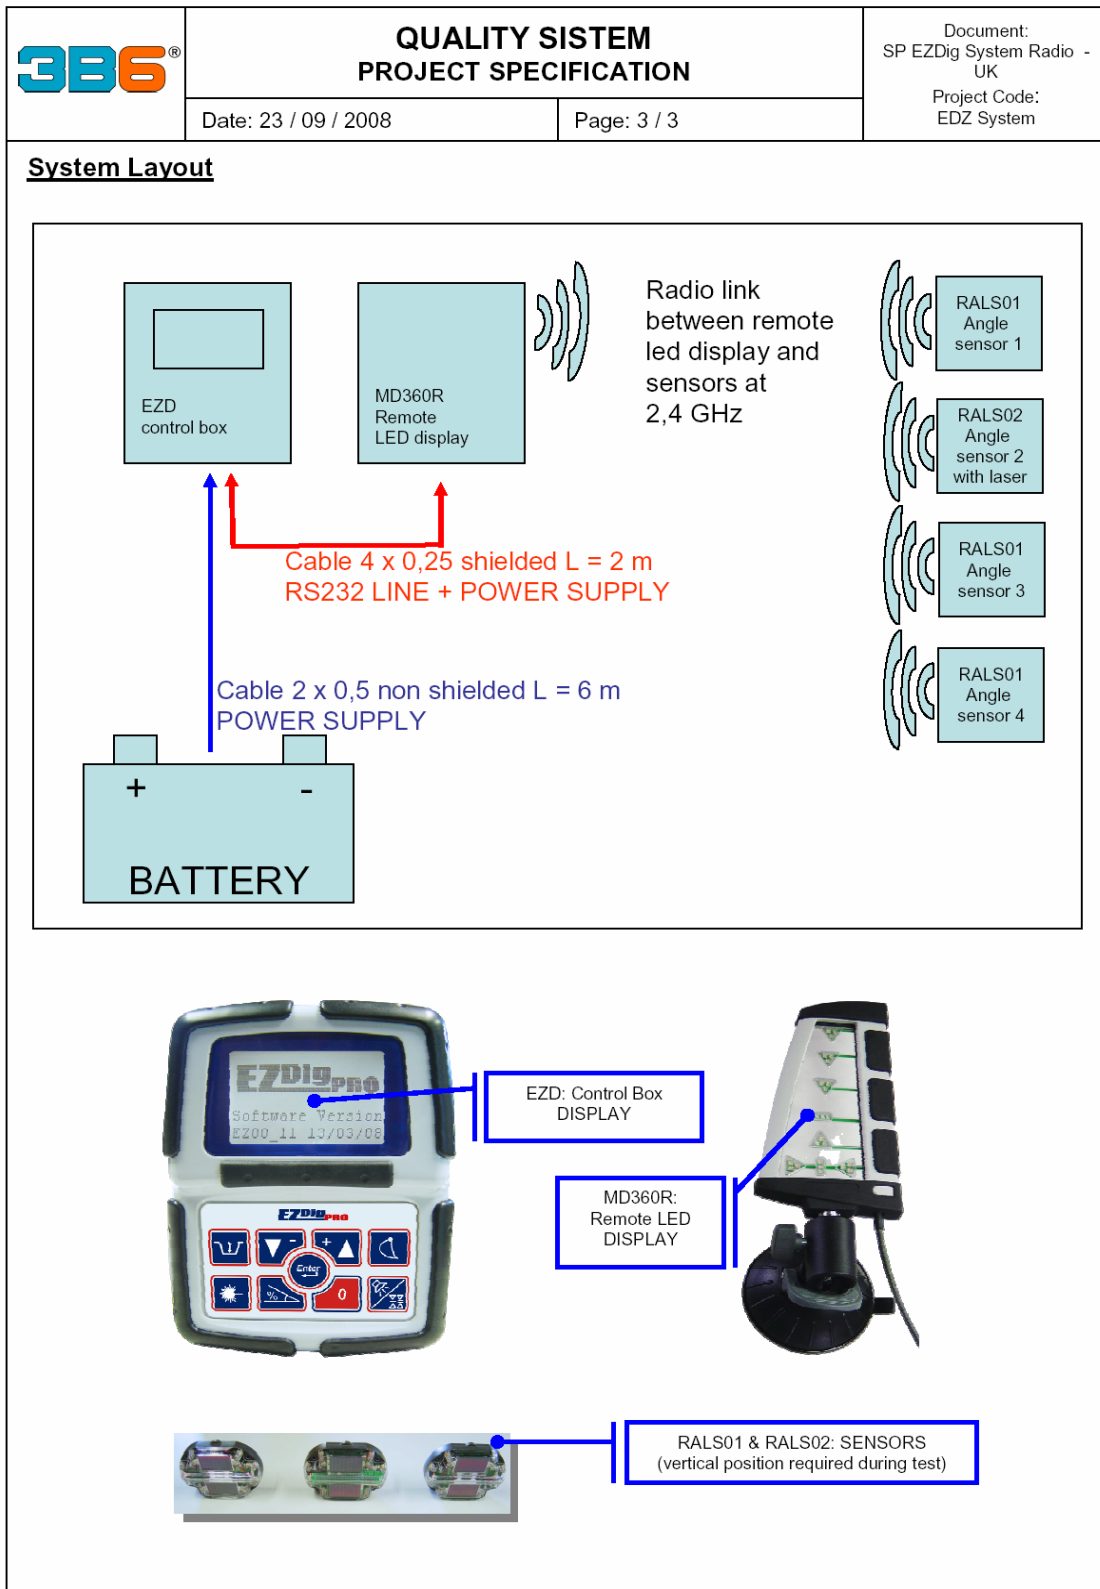 3B6®
QUALITY SISTEM
PROJECT SPECIFICATION
Date: 23 / 09 / 2008
Page: 3 / 3
Document:
SP EZDig System Radio -
UK
Project Code:
EDZ System
System Layout
EZD
control box
MD360R
Remote
LED display
Radio link
between remote
led display and
sensors at
2,4 GHz
RALS01
Angle
sensor 1
RALS02
Angle
sensor 2
with laser
RALS01
Angle
sensor 3
RALS01
Angle
sensor 4
Cable 4 x 0,25 shielded L = 2 m
RS232 LINE + POWER SUPPLY
Cable 2 x 0,5 non shielded L = 6 m
POWER SUPPLY
+ -
BATTERY
EZDig PRO
Software Version
EZ00_11 13/03/08
EZDig PRO
- +
Enter
% 0
EZD: Control Box
DISPLAY
MD360R:
Remote LED
DISPLAY
RALS01 & RALS02: SENSORS
(vertical position required during test)